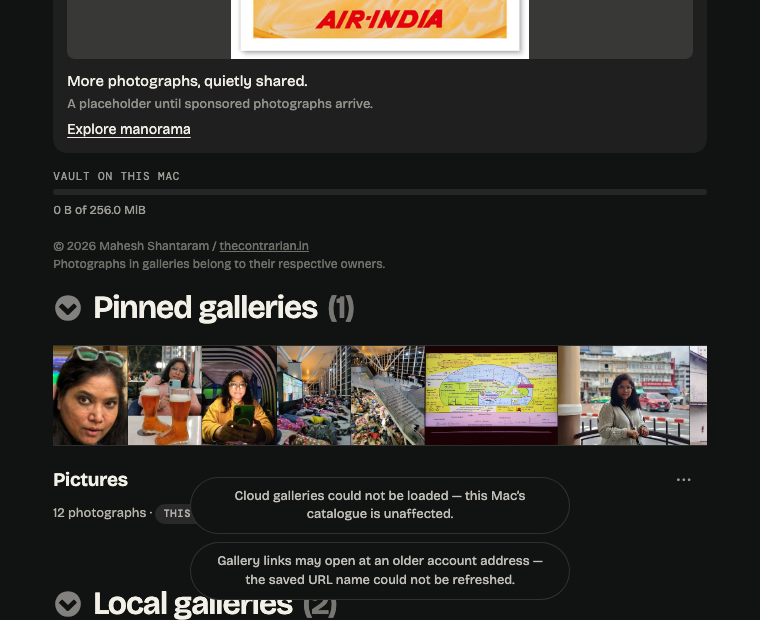 AIR-INDIA
More photographs, quietly shared.
A placeholder until sponsored photographs arrive.
Explore manorama
VAULT ON THIS MAC
0 B of 256.0 MiB
© 2026 Mahesh Shantaram / thecontrarian.in
Photographs in galleries belong to their respective owners.
Pinned galleries (1)
Pictures
12 photographs · THIS
Cloud galleries could not be loaded — this Mac's
catalogue is unaffected.
Gallery links may open at an older account address —
the saved URL name could not be refreshed.
Local galleries (2)